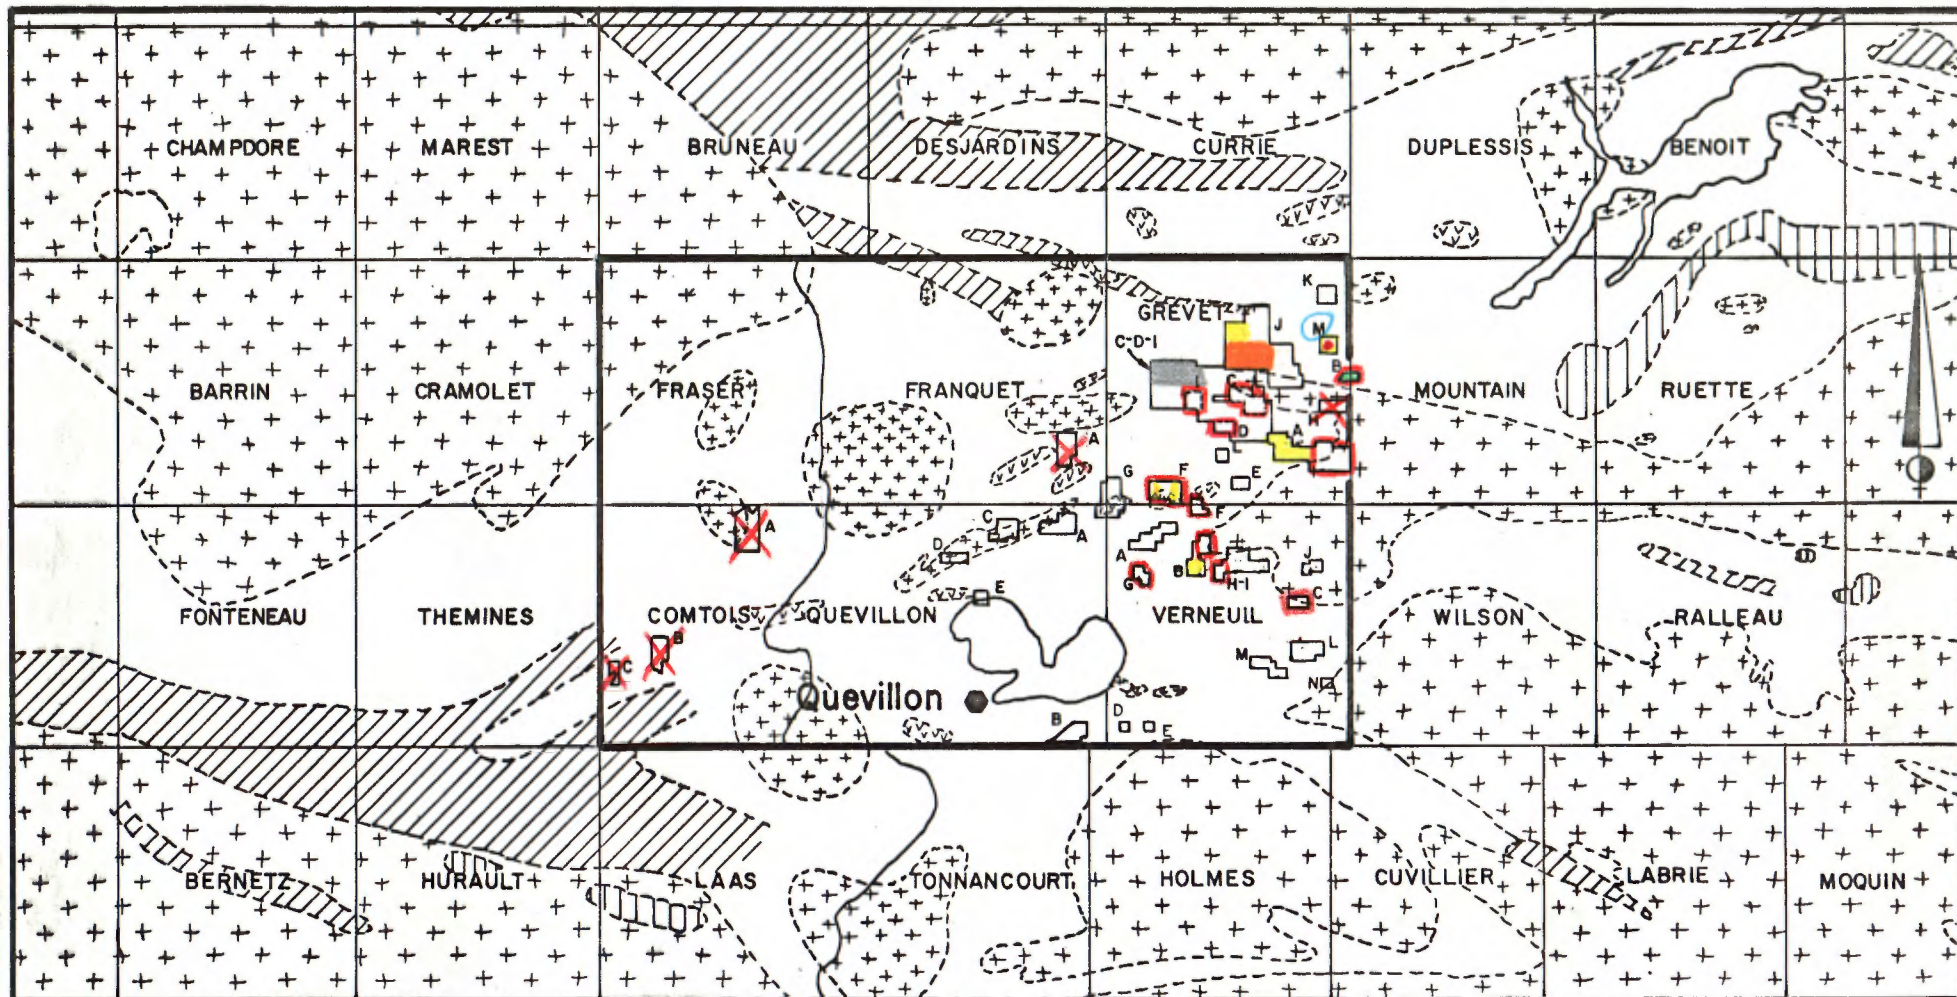 CHAMPDORE MAREST BRUNEAU DESJARDINS CURRIE DUPLESSIS BENOIT
K
GREVET
M
J
C-D-I
B
BARRIN CRAMOLET FRASER FRANQUET MOUNTAIN RUETTE
C
D
A
A
L
G
F
E
F
A
C
A
D
A
B
J
G
H-I
C
E
FONTENEAU THEMINES COMTOIS QUEVILLON VERNEUIL WILSON RALLEAU
B
C
L
M
N
Quevillon
B
D
E
BERNETZ HURAULT LAAS TONNANCOURT HOLMES CUVILLIER LABRIE MOQUIN